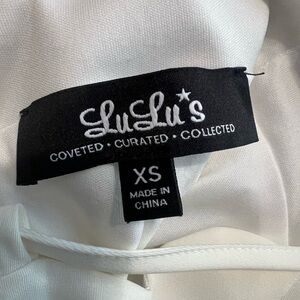 LuLu's
COVETED • CURATED • COLLECTED
XS
MADE IN
CHINA